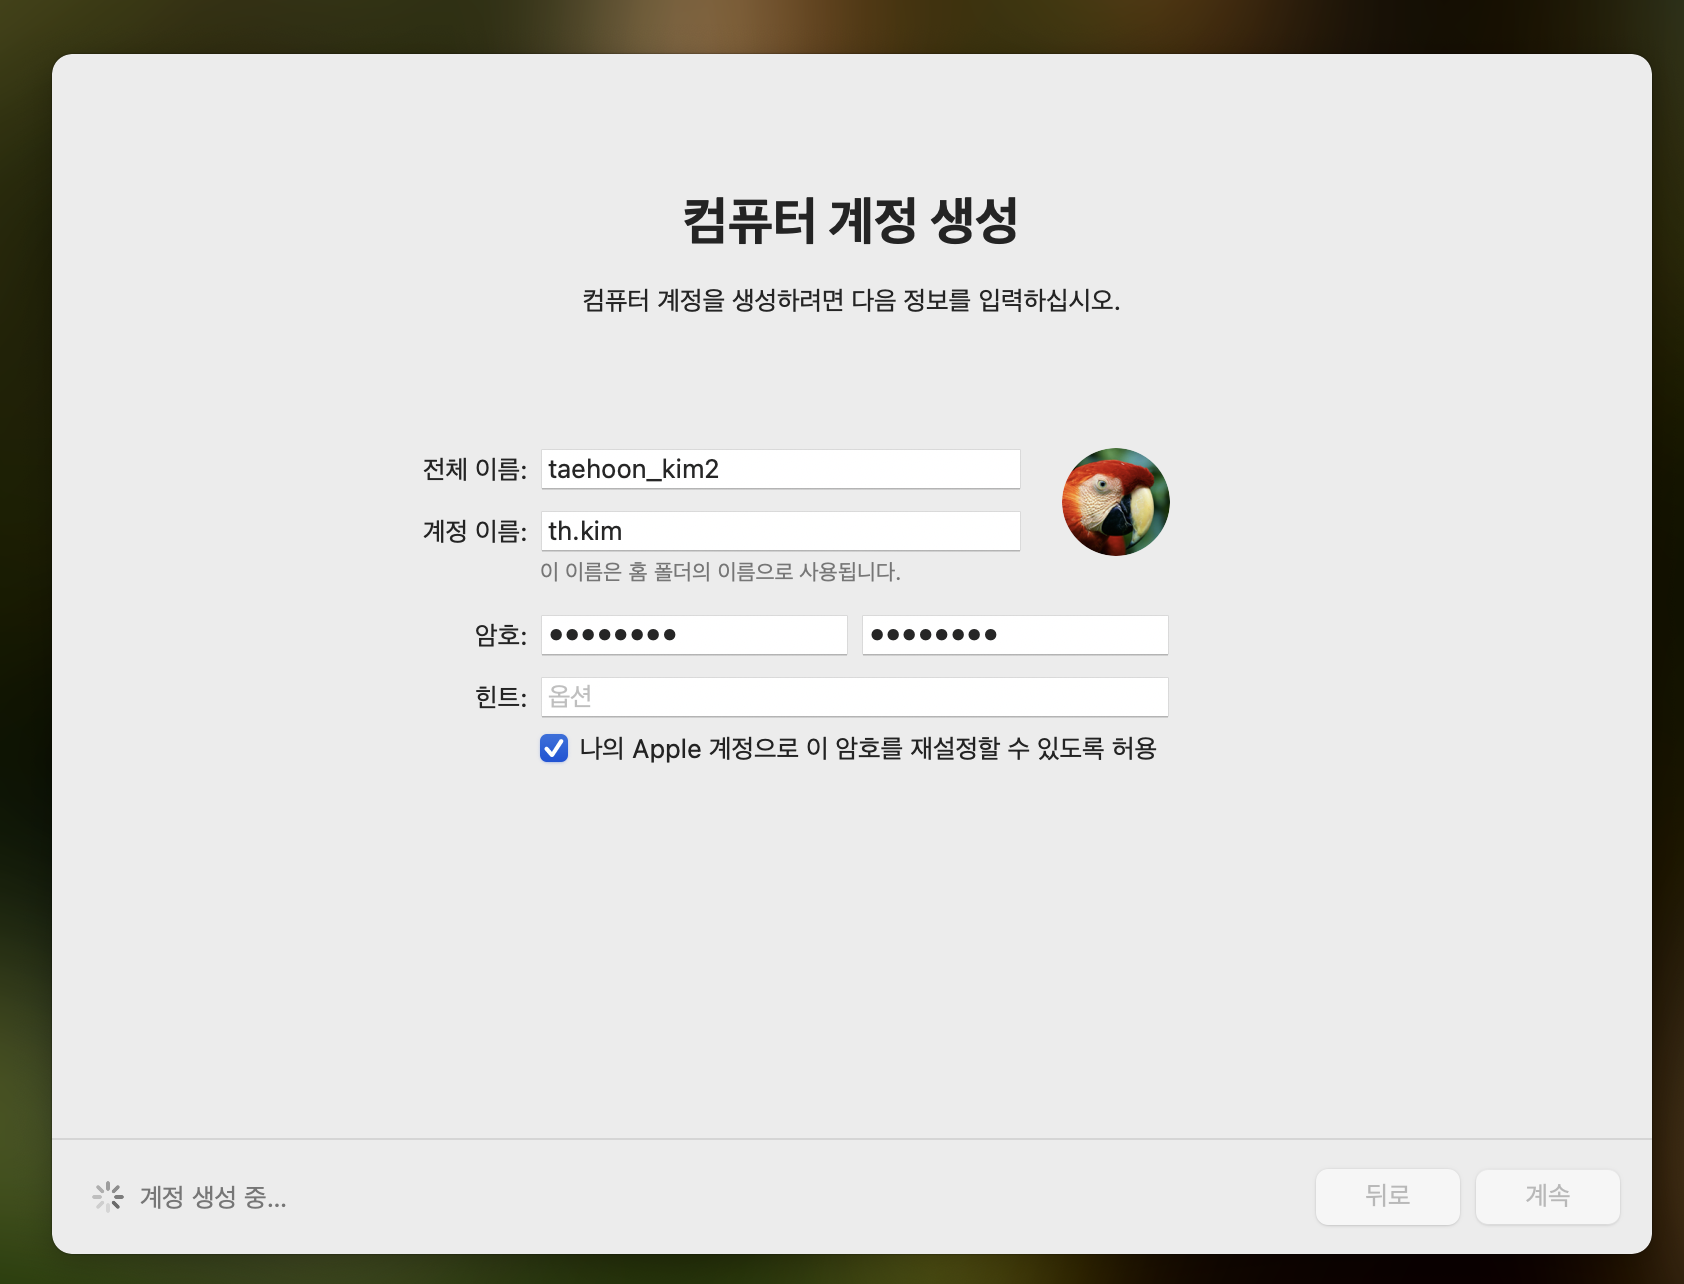 컴퓨터 계정 생성
컴퓨터 계정을 생성하려면 다음 정보를 입력하십시오.
전체 이름: taehoon_kim2
계정 이름: th.kim
이 이름은 홈 폴더의 이름으로 사용됩니다.
암호: ●●●●●●●● ●●●●●●●●
힌트: 옵션
나의 Apple 계정으로 이 암호를 재설정할 수 있도록 허용
계정 생성 중... 뒤로 계속